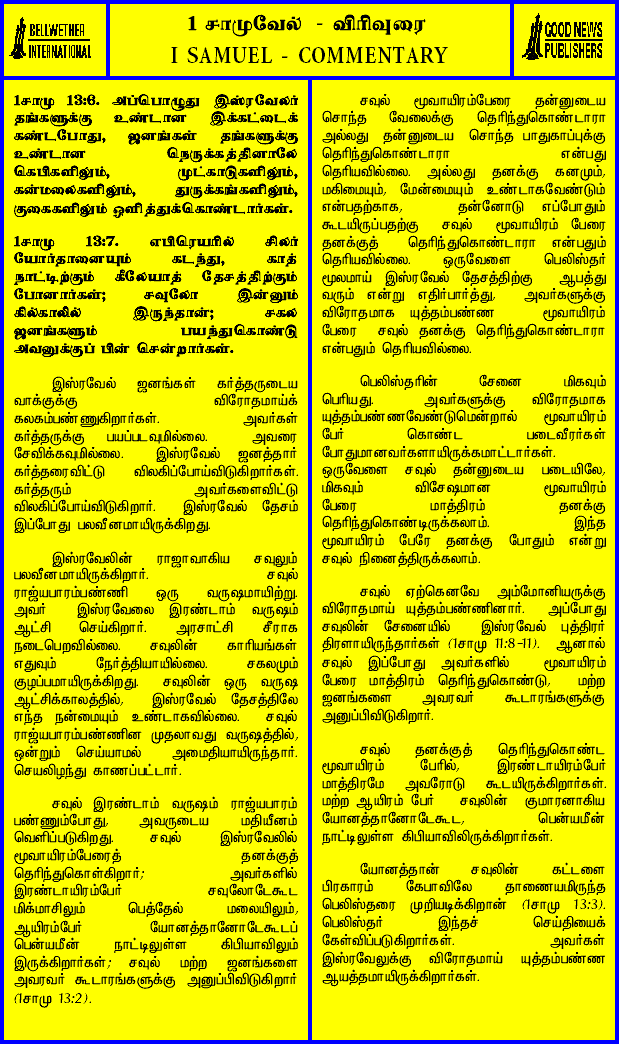 BELLWETHER
INTERNATIONAL
1 சாமுவேல் - விரிவுரை
I SAMUEL - COMMENTARY
GOOD NEWS
PUBLISHERS
1சாமு 13:6. அப்பொழுது இஸ்ரவேலர்
தங்களுக்கு உண்டான இக்கட்டைக்
கண்டபோது, ஜனங்கள் தங்களுக்கு
உண்டான நெருக்கத்தினாலே
கெபிகளிலும், முட்காடுகளிலும்,
கன்மலைகளிலும், துருக்கங்களிலும்,
குகைகளிலும் ஒளித்துக்கொண்டார்கள்.
1சாமு 13:7. எபிரெயரில் சிலர்
யோர்தானையும் கடந்து, காத்
நாட்டிற்கும் கீலேயாத் தேசத்திற்கும்
போனார்கள்; சவுலோ இன்னும்
கில்காலில் இருந்தான்; சகல
ஜனங்களும் பயந்துகொண்டு
அவனுக்குப் பின் சென்றார்கள்.
இஸ்ரவேல் ஜனங்கள் கர்த்தருடைய
வாக்குக்கு விரோதமாய்க்
கலகம்பண்ணுகிறார்கள். அவர்கள்
கர்த்தருக்கு பயப்படவுமில்லை. அவரை
சேவிக்கவுமில்லை. இஸ்ரவேல் ஜனத்தார்
கர்த்தரைவிட்டு விலகிப்போய்விடுகிறார்கள்.
கர்த்தரும் அவர்களைவிட்டு
விலகிப்போய்விடுகிறார். இஸ்ரவேல் தேசம்
இப்போது பலவீனமாயிருக்கிறது.
இஸ்ரவேலின் ராஜாவாகிய சவுலும்
பலவீனமாயிருக்கிறார். சவுல்
ராஜ்யபாரம்பண்ணி ஒரு வருஷமாயிற்று.
அவர் இஸ்ரவேலை இரண்டாம் வருஷம்
ஆட்சி செய்கிறார். அரசாட்சி சீராக
நடைபெறவில்லை. சவுலின் காரியங்கள்
எதுவும் நேர்த்தியாயில்லை. சகலமும்
குழப்பமாயிருக்கிறது. சவுலின் ஒரு வருஷ
ஆட்சிக்காலத்தில், இஸ்ரவேல் தேசத்திலே
எந்த நன்மையும் உண்டாகவில்லை. சவுல்
ராஜ்யபாரம்பண்ணின முதலாவது வருஷத்தில்,
ஒன்றும் செய்யாமல் அமைதியாயிருந்தார்.
செயலிழந்து காணப்பட்டார்.
சவுல் இரண்டாம் வருஷம் ராஜ்யபாரம்
பண்ணும்போது, அவருடைய மதியீனம்
வெளிப்படுகிறது. சவுல் இஸ்ரவேலில்
மூவாயிரம்பேரைத் தனக்குத்
தெரிந்துகொள்கிறார்; அவர்களில்
இரண்டாயிரம்பேர் சவுலோடேகூட
மிக்மாசிலும் பெத்தேல் மலையிலும்,
ஆயிரம்பேர் யோனத்தானோடேகூடப்
பென்யமீன் நாட்டிலுள்ள கிபியாவிலும்
இருக்கிறார்கள்; சவுல் மற்ற ஜனங்களை
அவரவர் கூடாரங்களுக்கு அனுப்பிவிடுகிறார்
(1சாமு 13:2).
சவுல் மூவாயிரம்பேரை தன்னுடைய
சொந்த வேலைக்கு தெரிந்துகொண்டாரா
அல்லது தன்னுடைய சொந்த பாதுகாப்புக்கு
தெரிந்துகொண்டாரா என்பது
தெரியவில்லை. அல்லது தனக்கு கனமும்,
மகிமையும், மேன்மையும் உண்டாகவேண்டும்
என்பதற்காக, தன்னோடு எப்போதும்
கூடயிருப்பதற்கு சவுல் மூவாயிரம் பேரை
தனக்குத் தெரிந்துகொண்டாரா என்பதும்
தெரியவில்லை. ஒருவேளை பெலிஸ்தர்
மூலமாய் இஸ்ரவேல் தேசத்திற்கு ஆபத்து
வரும் என்று எதிர்பார்த்து, அவர்களுக்கு
விரோதமாக யுத்தம்பண்ண மூவாயிரம்
பேரை சவுல் தனக்கு தெரிந்துகொண்டாரா
என்பதும் தெரியவில்லை.
பெலிஸ்தரின் சேனை மிகவும்
பெரியது. அவர்களுக்கு விரோதமாக
யுத்தம்பண்ணவேண்டுமென்றால் மூவாயிரம்
பேர் கொண்ட படைவீரர்கள்
போதுமானவர்களாயிருக்கமாட்டார்கள்.
ஒருவேளை சவுல் தன்னுடைய படையிலே,
மிகவும் விசேஷமான மூவாயிரம்
பேரை மாத்திரம் தனக்கு
தெரிந்துகொண்டிருக்கலாம். இந்த
மூவாயிரம் பேரே தனக்கு போதும் என்று
சவுல் நினைத்திருக்கலாம்.
சவுல் ஏற்கெனவே அம்மோனியருக்கு
விரோதமாய் யுத்தம்பண்ணினார். அப்போது
சவுலின் சேனையில் இஸ்ரவேல் புத்திரர்
திரளாயிருந்தார்கள் (1சாமு 11:8-11). ஆனால்
சவுல் இப்போது அவர்களில் மூவாயிரம்
பேரை மாத்திரம் தெரிந்துகொண்டு, மற்ற
ஜனங்களை அவரவர் கூடாரங்களுக்கு
அனுப்பிவிடுகிறார்.
சவுல் தனக்குத் தெரிந்துகொண்ட
மூவாயிரம் பேரில், இரண்டாயிரம்பேர்
மாத்திரமே அவரோடு கூடயிருக்கிறார்கள்.
மற்ற ஆயிரம் பேர் சவுலின் குமாரனாகிய
யோனத்தானோடேகூட, பென்யமீன்
நாட்டிலுள்ள கிபியாவிலிருக்கிறார்கள்.
யோனத்தான் சவுலின் கட்டளை
பிரகாரம் கேபாவிலே தாணையமிருந்த
பெலிஸ்தரை முறியடிக்கிறான் (1சாமு 13:3).
பெலிஸ்தர் இந்தச் செய்தியைக்
கேள்விப்படுகிறார்கள். அவர்கள்
இஸ்ரவேலுக்கு விரோதமாய் யுத்தம்பண்ண
ஆயத்தமாயிருக்கிறார்கள்.